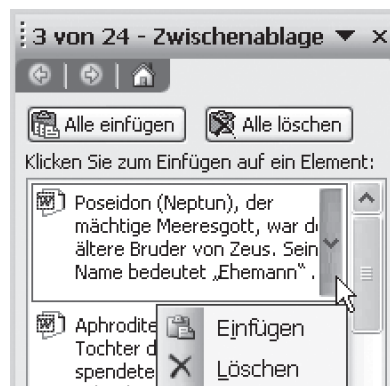 3 von 24 - Zwischenablage
Alle einfügen
Alle löschen
Klicken Sie zum Einfügen auf ein Element:
Poseidon (Neptun), der
mächtige Meeresgott, war d
ältere Bruder von Zeus. Sein
Name bedeutet „Ehemann“ .
Aphrodite
Tochter d
spendete
Einfügen
Löschen